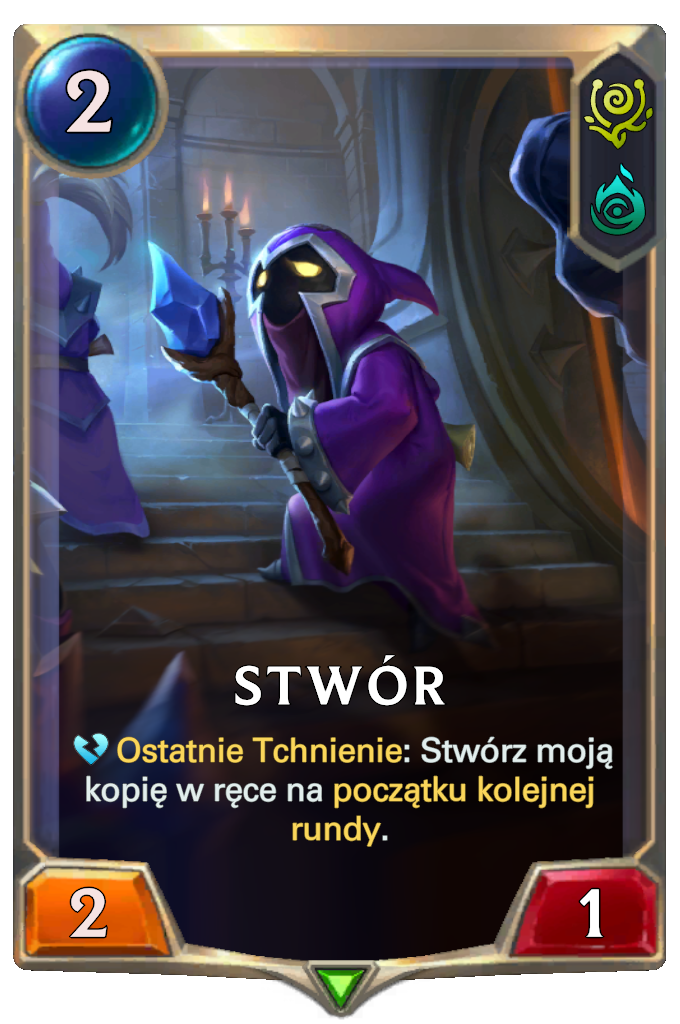 2
STWÓR
Ostatnie Tchnienie: Stwórz moją
kopię w ręce na początku kolejnej
rundy.
2
1